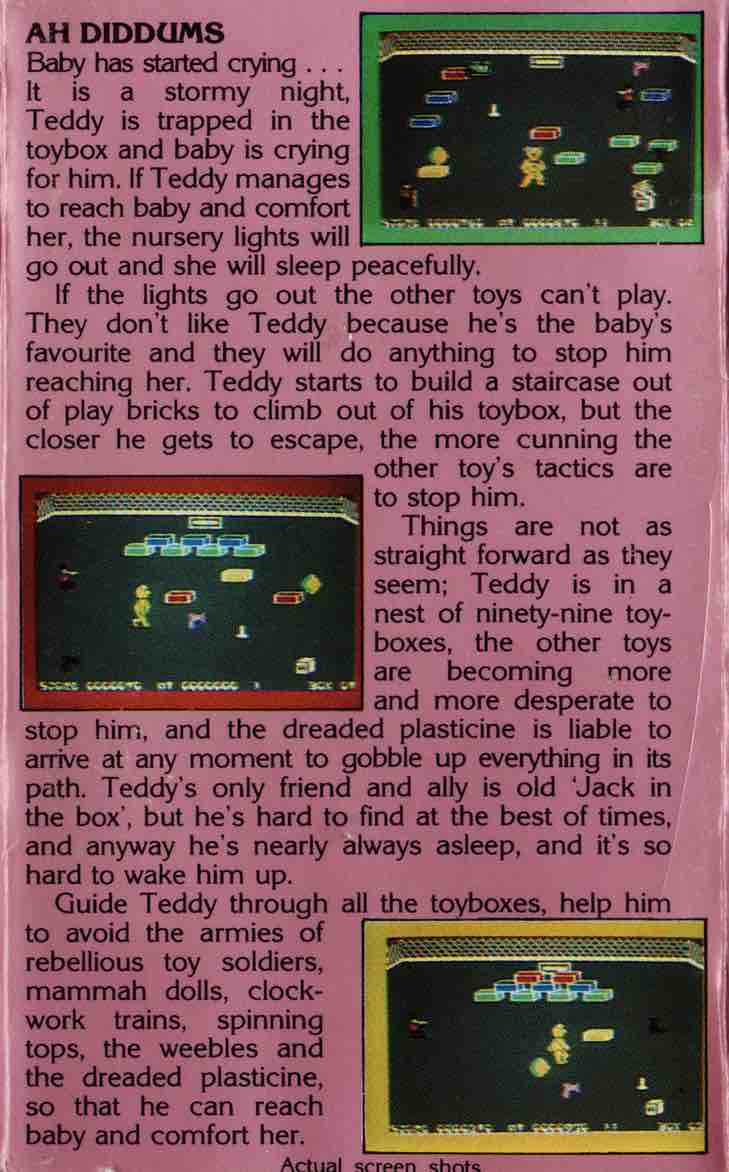 AH DIDDUMS
Baby has started crying . . .
It is a stormy night,
Teddy is trapped in the
toybox and baby is crying
for him. If Teddy manages
to reach baby and comfort
her, the nursery lights will
go out and she will sleep peacefully.
If the lights go out the other toys can't play.
They don't like Teddy because he's the baby's
favourite and they will do anything to stop him
reaching her. Teddy starts to build a staircase out
of play bricks to climb out of his toybox, but the
closer he gets to escape, the more cunning the
other toy's tactics are
to stop him.
Things are not as
straight forward as they
seem; Teddy is in a
nest of ninety-nine toy-
boxes, the other toys
are becoming more
and more desperate to
stop him, and the dreaded plasticine is liable to
arrive at any moment to gobble up everything in its
path. Teddy's only friend and ally is old 'Jack in
the box', but he's hard to find at the best of times,
and anyway he's nearly always asleep, and it's so
hard to wake him up.
Guide Teddy through all the toyboxes, help him
to avoid the armies of
rebellious toy soldiers,
mammah dolls, clock-
work trains, spinning
tops, the weebles and
the dreaded plasticine,
so that he can reach
baby and comfort her.
Actual screen shots